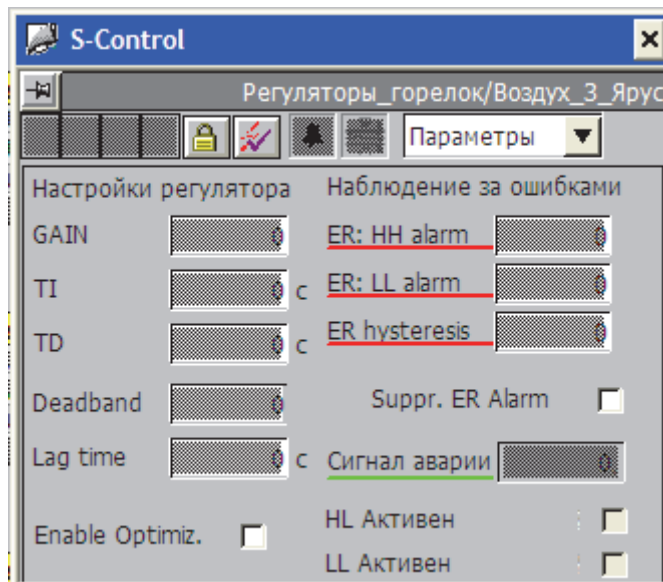 S-Control
Регуляторы_горелок/Воздух_3_Ярус
Параметры
Настройки регулятора
GAIN 0
TI 0 с
TD 0 с
Deadband 0
Lag time 0 с
Enable Optimiz.
Наблюдение за ошибками
ER: HH alarm 0
ER: LL alarm 0
ER hysteresis 0
Suppr. ER Alarm
Сигнал аварии 0
HL Активен
LL Активен